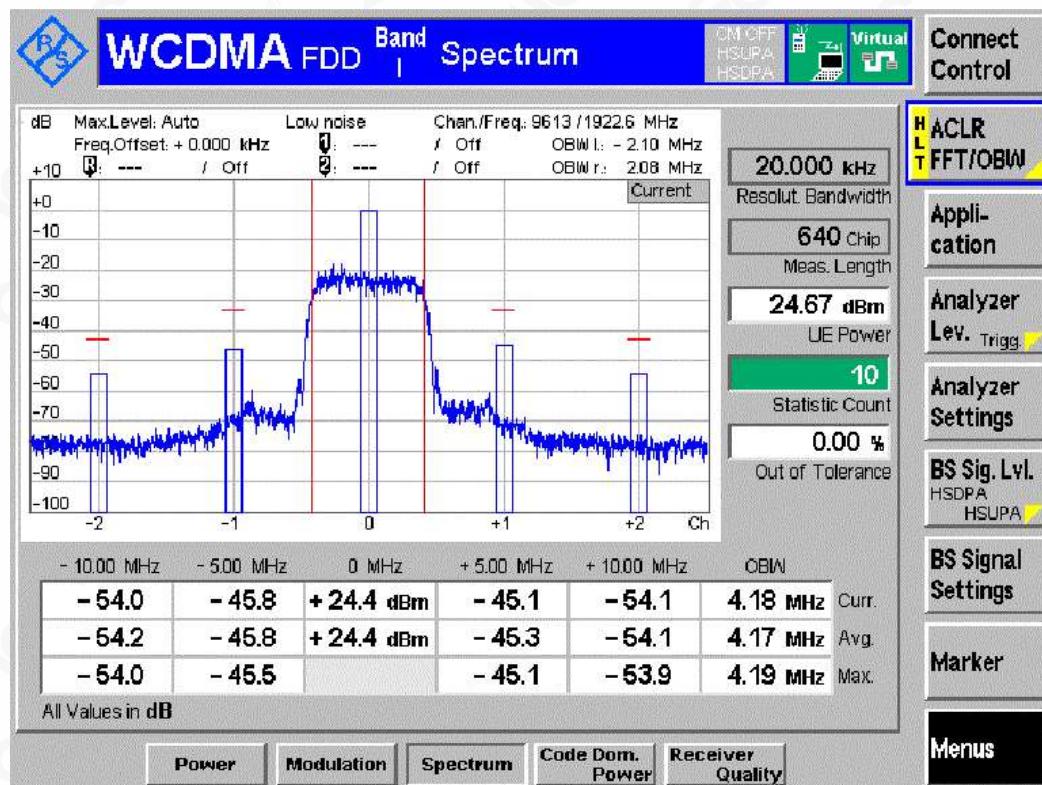 R&S
WCDMA FDD Band I Spectrum
CM OFF
HSUPA
HSDPA
Virtual
Connect Control
dB Max.Level: Auto Low noise Chan./Freq.: 9613 / 1922.6 MHz
Freq.Offset: + 0.000 kHz 1: --- / Off OBW l.: - 2.10 MHz
R: --- / Off 2: --- / Off OBW r.: 2.08 MHz
Current
+10
+0
-10
-20
-30
-40
-50
-60
-70
-80
-90
-100
-2 -1 0 +1 +2 Ch
20.000 kHz
Resolut. Bandwidth
640 Chip
Meas. Length
24.67 dBm
UE Power
10
Statistic Count
0.00 %
Out of Tolerance
HLT ACLR
FFT/OBW
Appli-
cation
Analyzer
Lev. Trigg.
Analyzer
Settings
BS Sig. Lvl.
HSDPA
HSUPA
BS Signal
Settings
Marker
Menus
- 10.00 MHz - 5.00 MHz 0 MHz + 5.00 MHz + 10.00 MHz OBW
- 54.0 - 45.8 + 24.4 dBm - 45.1 - 54.1 4.18 MHz Curr.
- 54.2 - 45.8 + 24.4 dBm - 45.3 - 54.1 4.17 MHz Avg.
- 54.0 - 45.5 - 45.1 - 53.9 4.19 MHz Max.
All Values in dB
Power
Modulation
Spectrum
Code Dom.
Power
Receiver
Quality